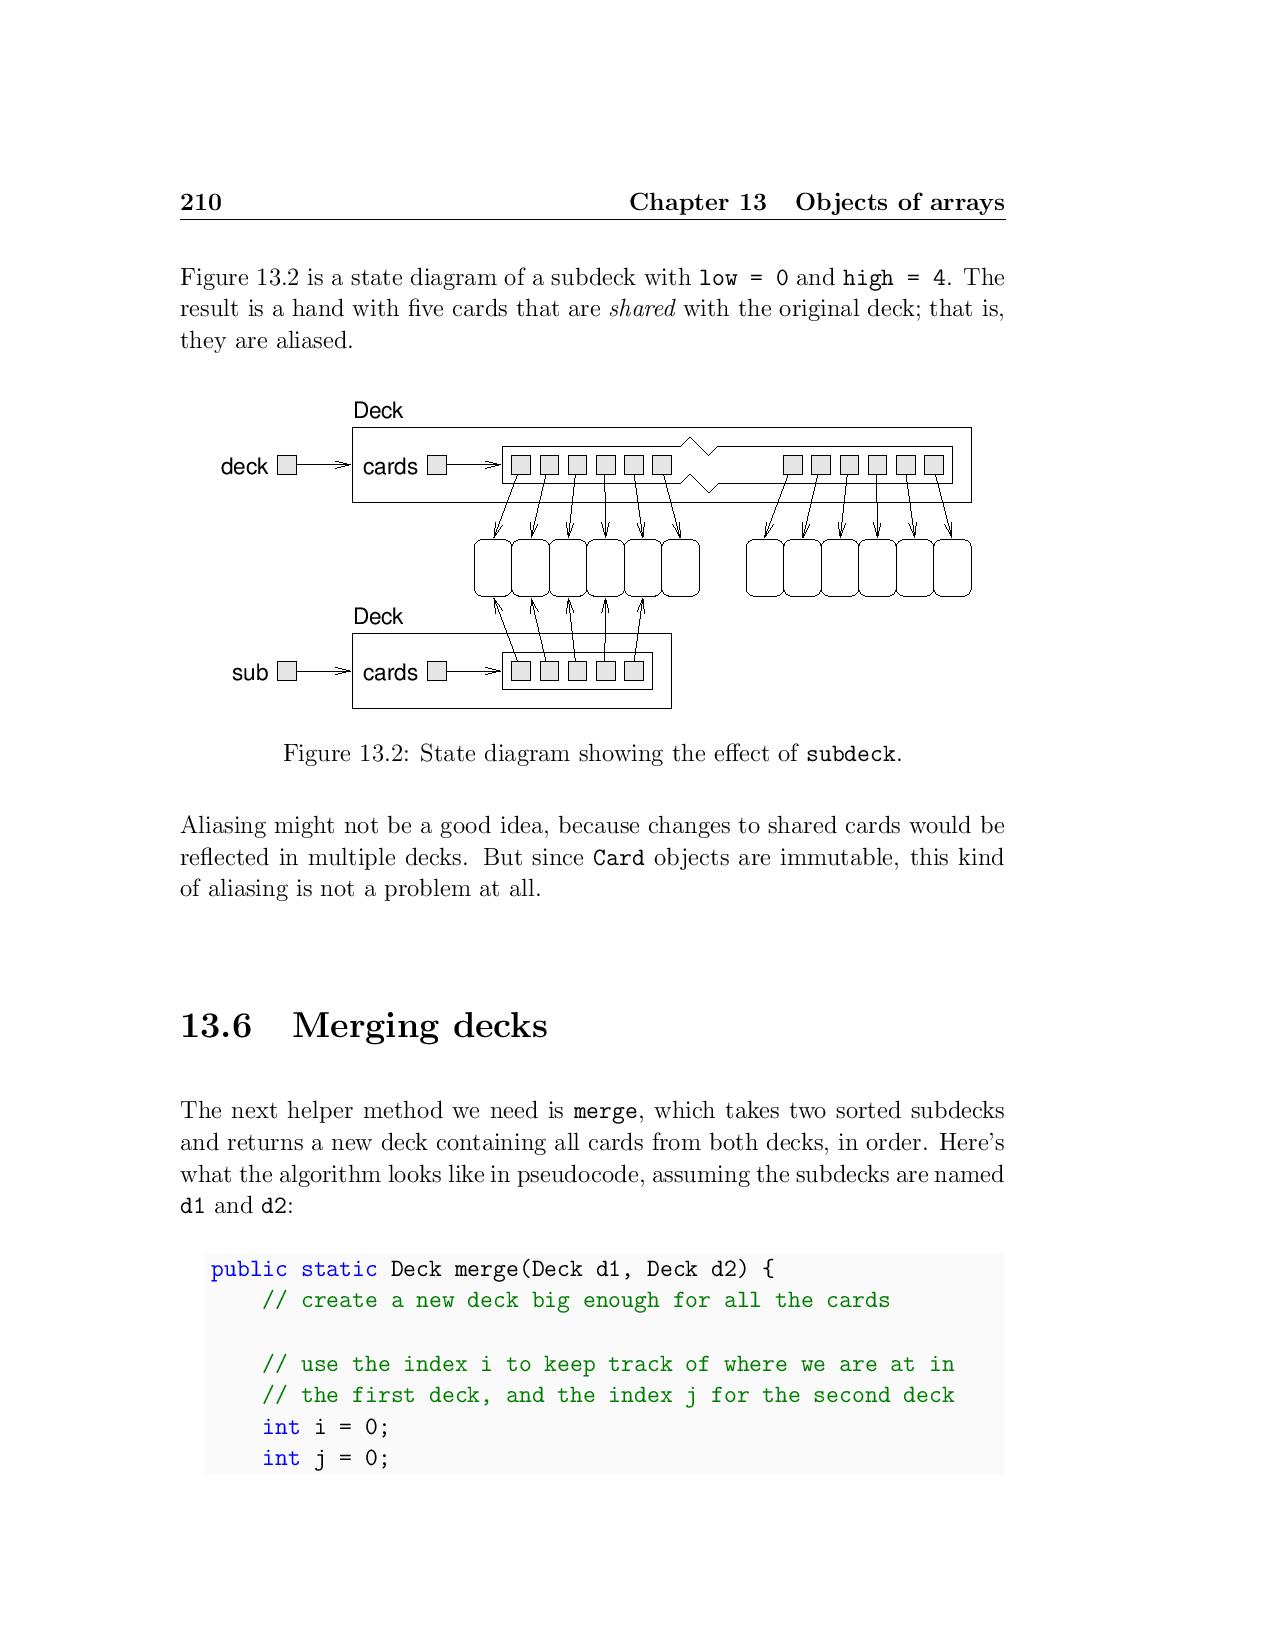 210 Chapter 13 Objects of arrays
Figure 13.2 is a state diagram of a subdeck with low = 0 and high = 4. The
result is a hand with five cards that are shared with the original deck; that is,
they are aliased.
Deck
deck cards
Deck
sub cards
Figure 13.2: State diagram showing the effect of subdeck.
Aliasing might not be a good idea, because changes to shared cards would be
reflected in multiple decks. But since Card objects are immutable, this kind
of aliasing is not a problem at all.
13.6 Merging decks
The next helper method we need is merge, which takes two sorted subdecks
and returns a new deck containing all cards from both decks, in order. Here's
what the algorithm looks like in pseudocode, assuming the subdecks are named
d1 and d2:
public static Deck merge(Deck d1, Deck d2) {
    // create a new deck big enough for all the cards
    // use the index i to keep track of where we are at in
    // the first deck, and the index j for the second deck
    int i = 0;
    int j = 0;